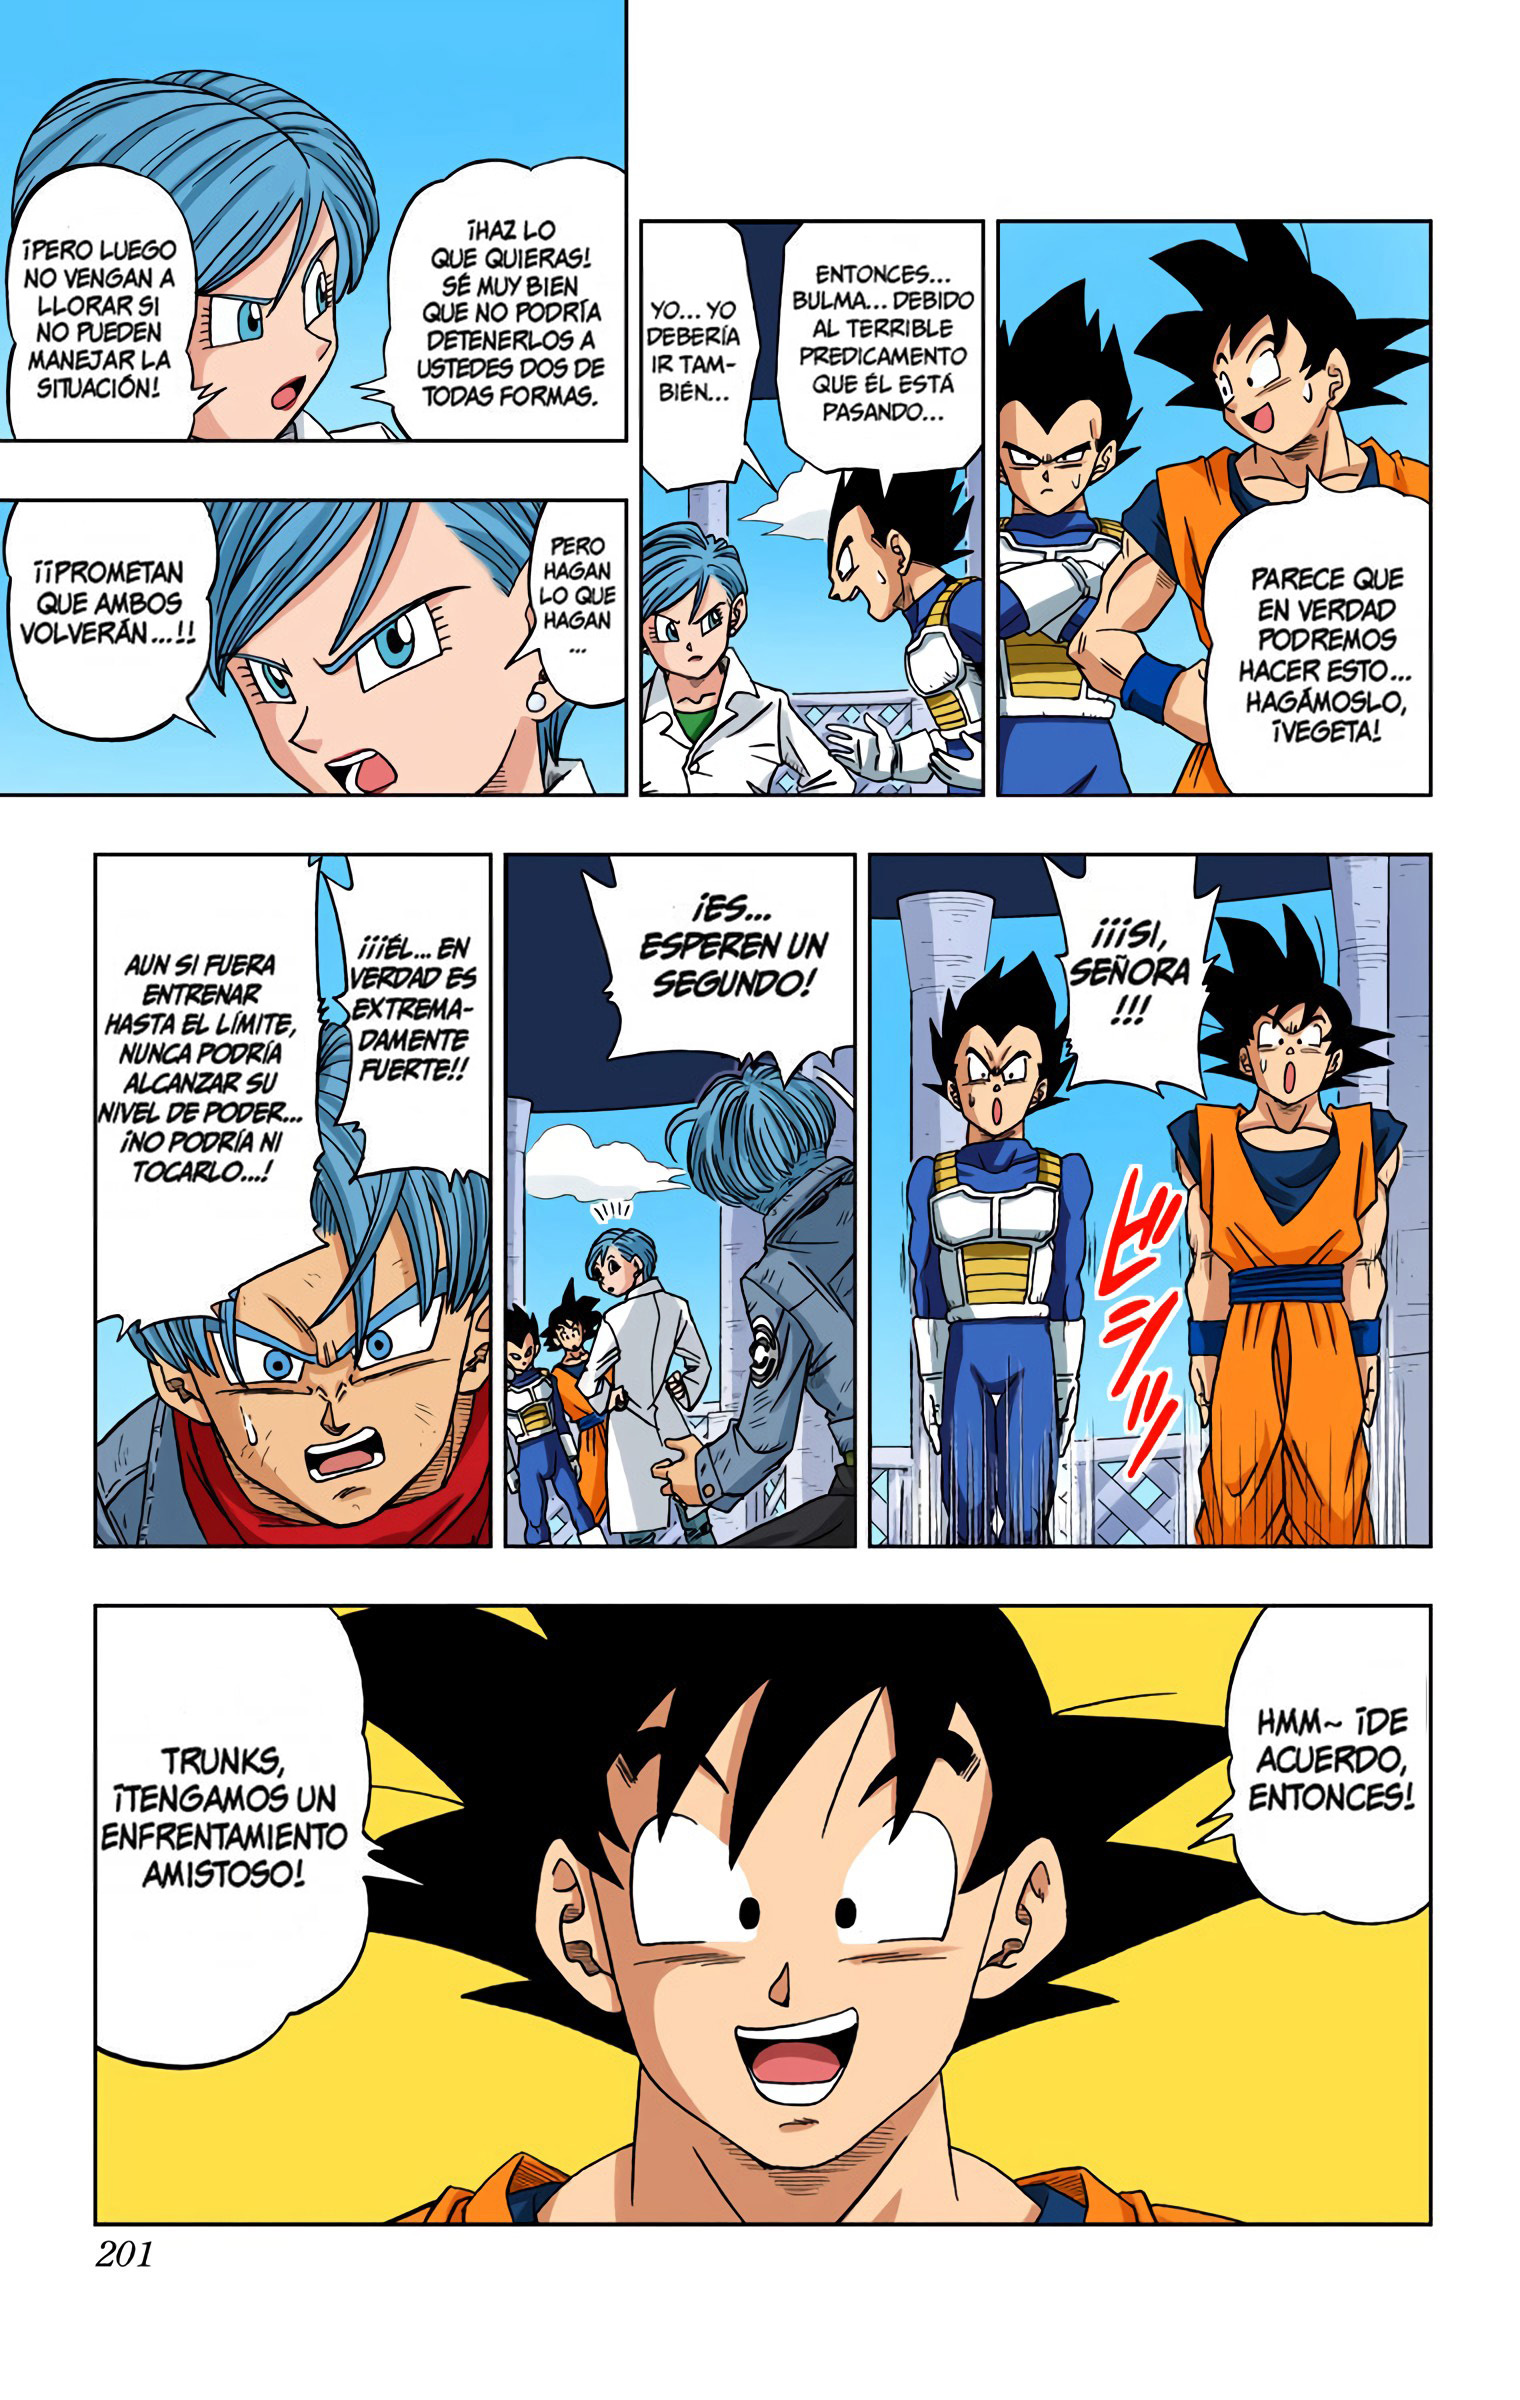 PARECE QUE
EN VERDAD
PODREMOS
HACER ESTO...
HAGÁMOSLO,
¡VEGETA!
ENTONCES...
BULMA... DEBIDO
AL TERRIBLE
PREDICAMENTO
QUE ÉL ESTÁ
PASANDO...
YO... YO
DEBERÍA
IR TAM-
BIÉN...
¡HAZ LO
QUE QUIERAS!
SÉ MUY BIEN
QUE NO PODRÍA
DETENERLOS A
USTEDES DOS DE
TODAS FORMAS.
¡PERO LUEGO
NO VENGAN A
LLORAR SI
NO PUEDEN
MANEJAR LA
SITUACIÓN!
PERO
HAGAN
LO QUE
HAGAN
...
¡¡PROMETAN
QUE AMBOS
VOLVERÁN...!!
¡¡¡SI,
SEÑORA
!!!
ビシッ
¡ES...
ESPEREN UN
SEGUNDO!
¡¡¡ÉL... EN
VERDAD ES
EXTREMA-
DAMENTE
FUERTE!!
AUN SI FUERA
ENTRENAR
HASTA EL LÍMITE,
NUNCA PODRÍA
ALCANZAR SU
NIVEL DE PODER...
¡NO PODRÍA NI
TOCARLO...!
HMM~ ¡DE
ACUERDO,
ENTONCES!
TRUNKS,
¡TENGAMOS UN
ENFRENTAMIENTO
AMISTOSO!
201